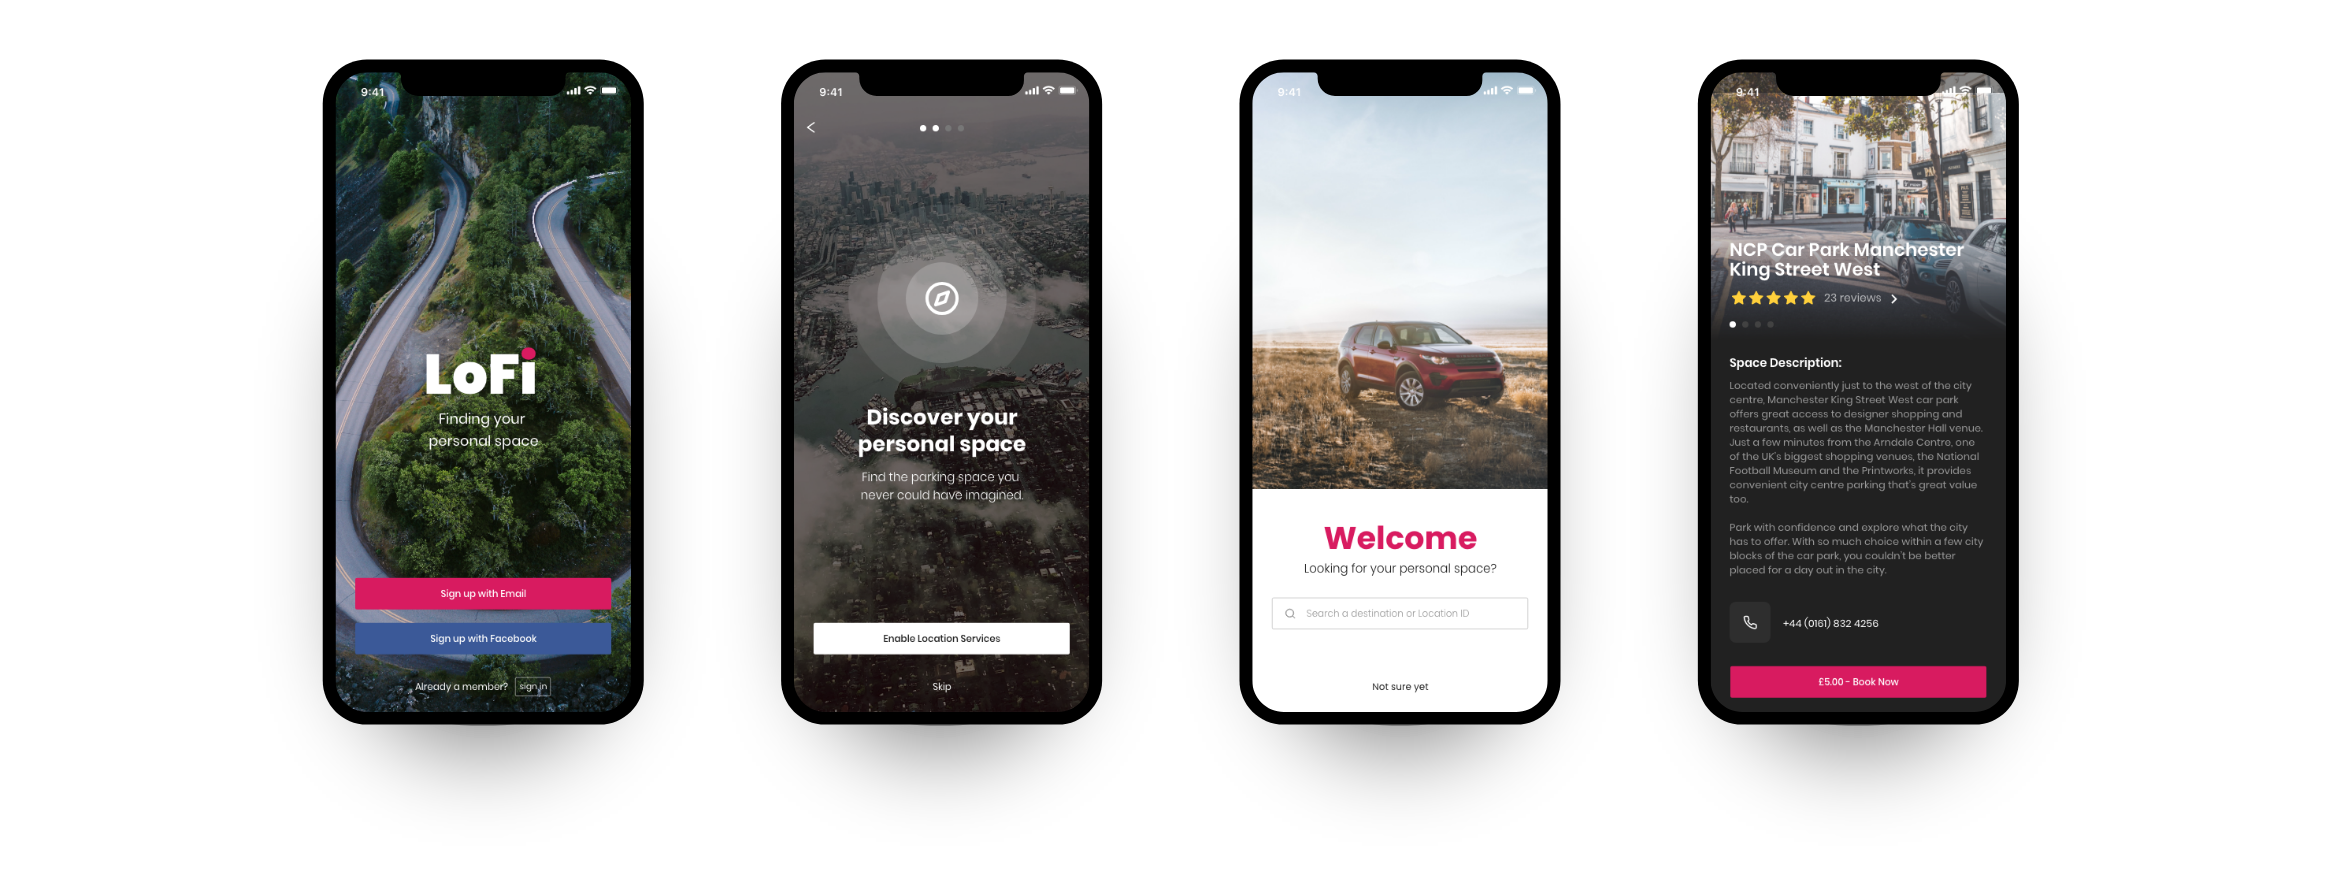 9:41
LoFi
Finding your
personal space
Sign up with Email
Sign up with Facebook
Already a member? sign in
9:41
Discover your
personal space
Find the parking space you
never could have imagined.
Enable Location Services
Skip
9:41
Welcome
Looking for your personal space?
Search a destination or Location ID
Not sure yet
9:41
NCP Car Park Manchester
King Street West
23 reviews
Space Description:
Located conveniently just to the west of the city
centre, Manchester King Street West car park
offers great access to designer shopping and
restaurants, as well as the Manchester Hall venue.
Just a few minutes from the Arndale Centre, one
of the UK's biggest shopping venues, the National
Football Museum and the Printworks, it provides
convenient city centre parking that's great value
too.
Park with confidence and explore what the city
has to offer. With so much choice within a few city
blocks of the car park, you couldn't be better
placed for a day out in the city.
+44 (0161) 832 4256
£5.00 - Book Now